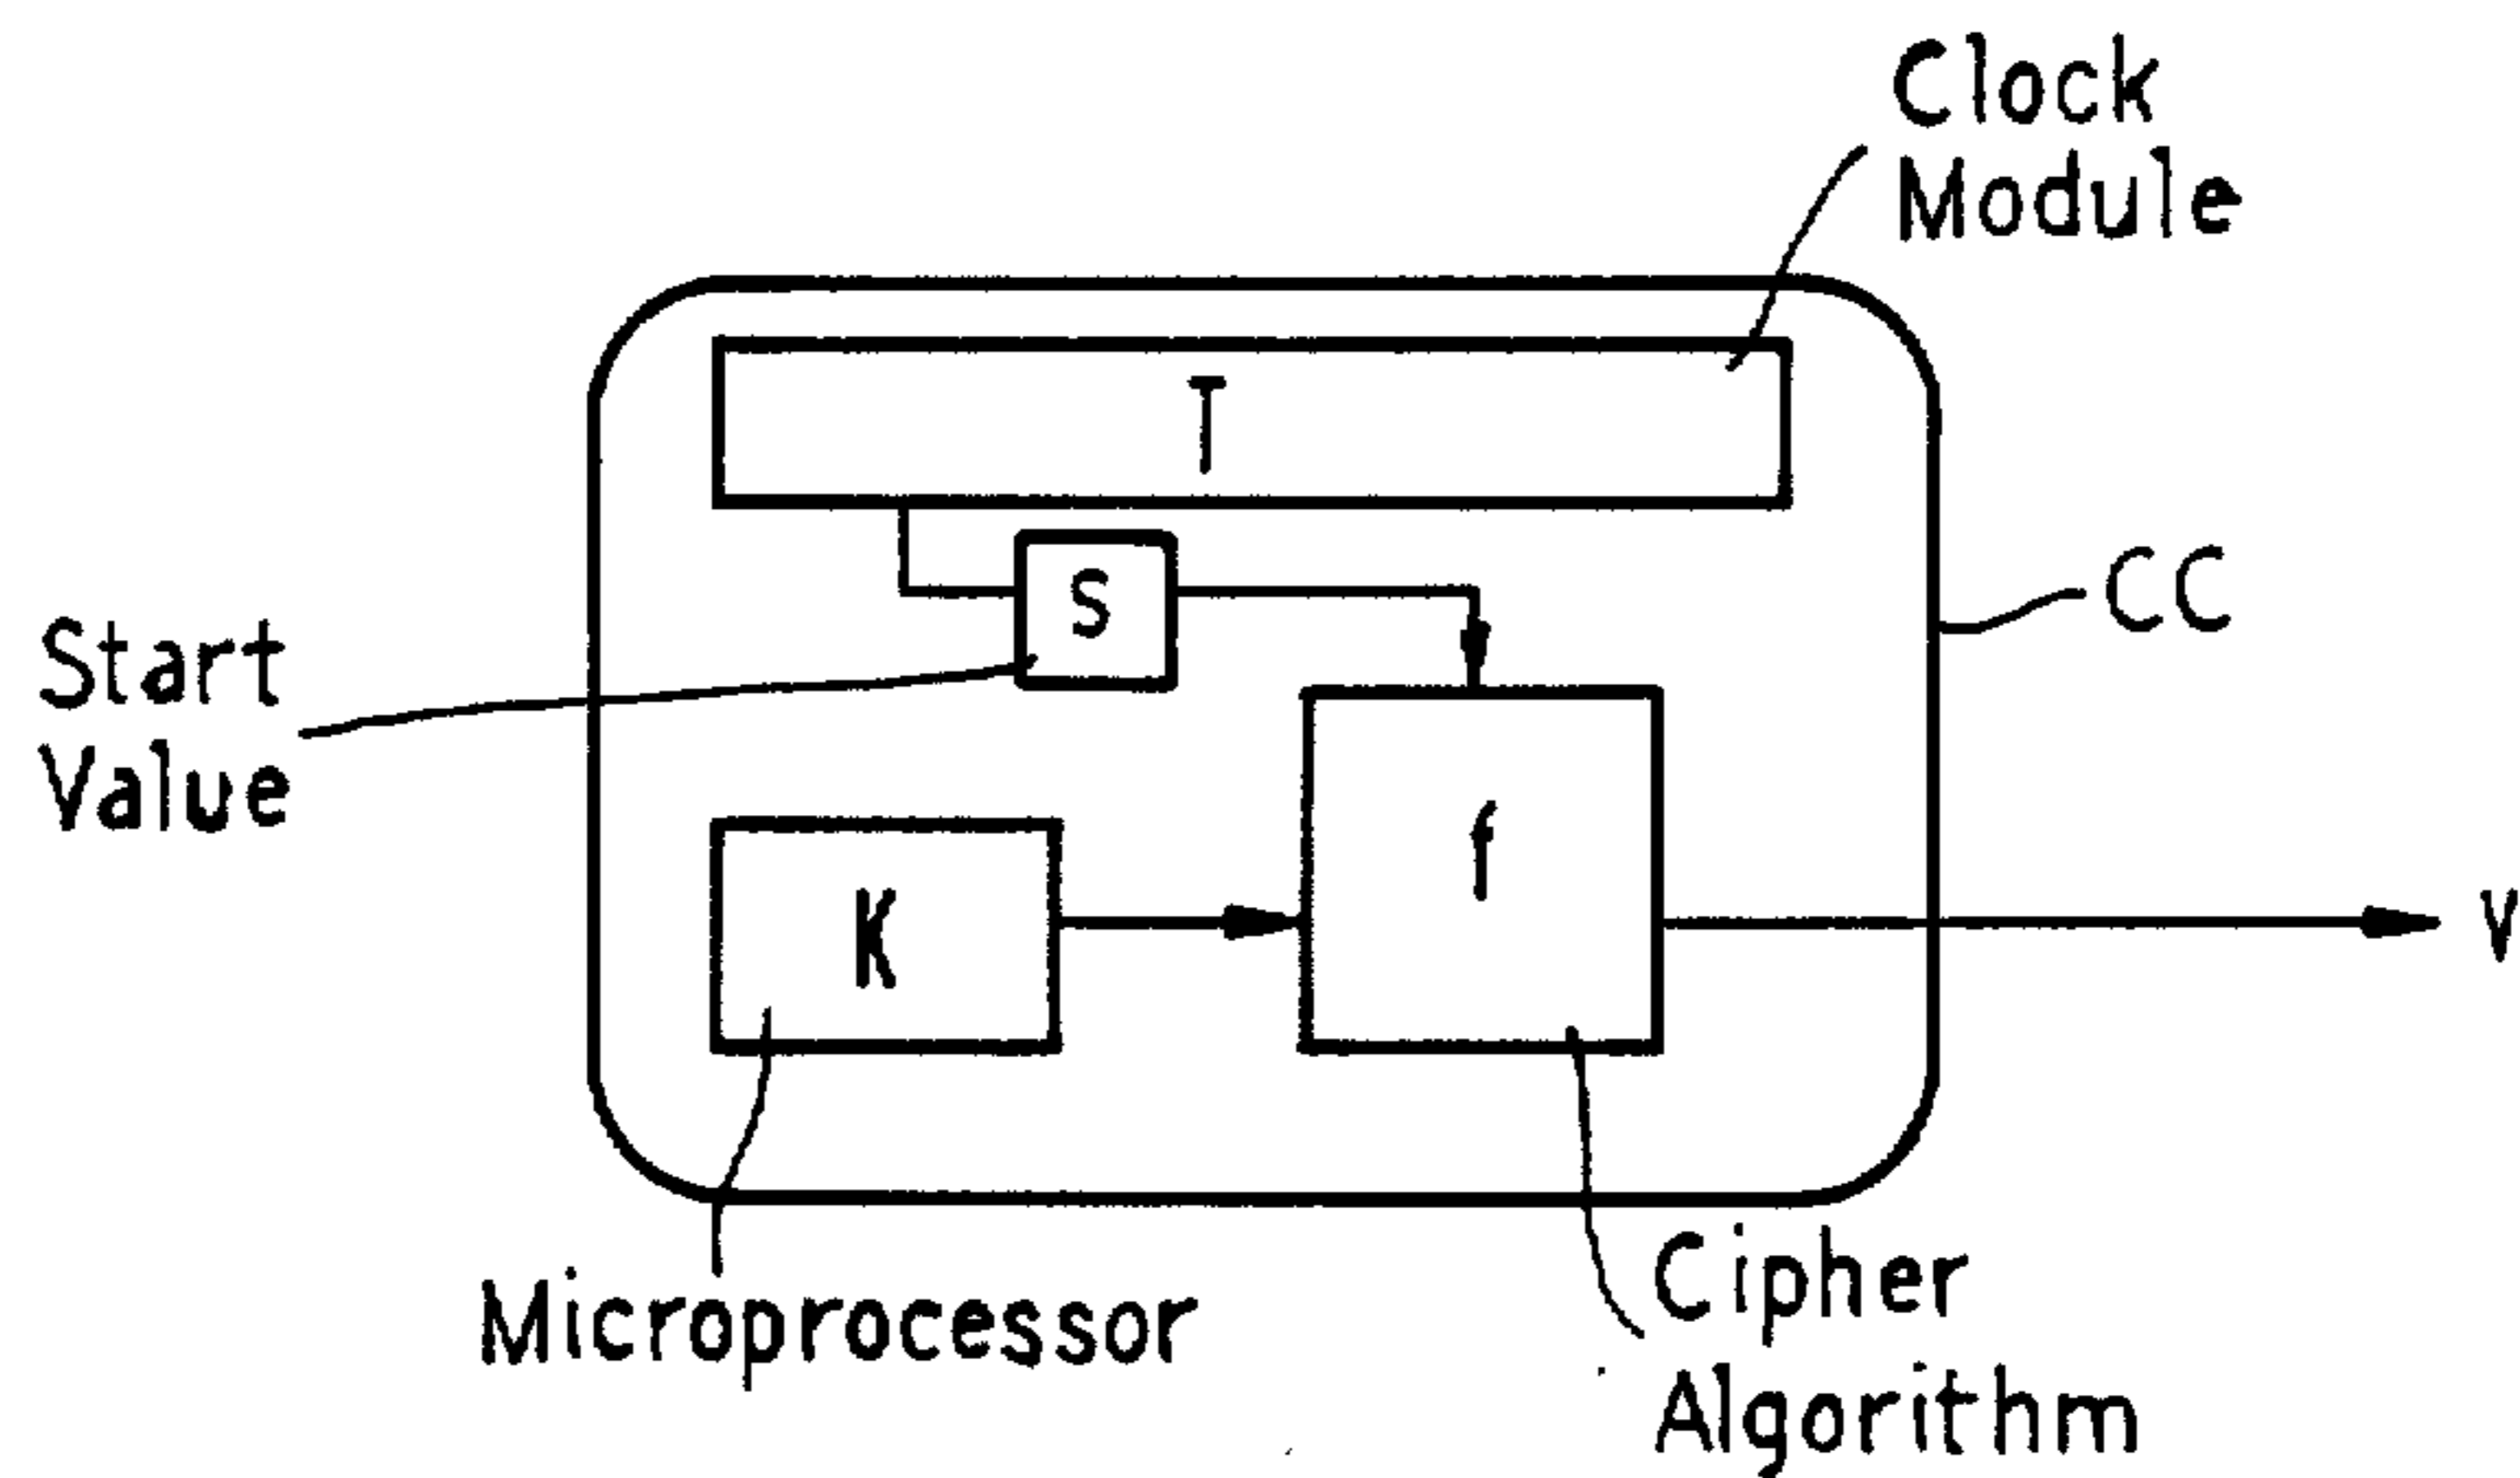 Clock
Module
T
S
CC
Start
Value
f
K
v
Microprocessor
Cipher
Algorithm